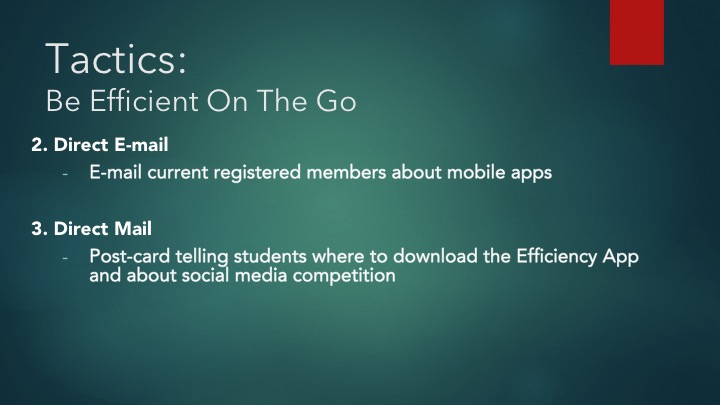 Tactics:
Be Efficient On The Go
2. Direct E-mail
- E-mail current registered members about mobile apps
3. Direct Mail
- Post-card telling students where to download the Efficiency App
and about social media competition